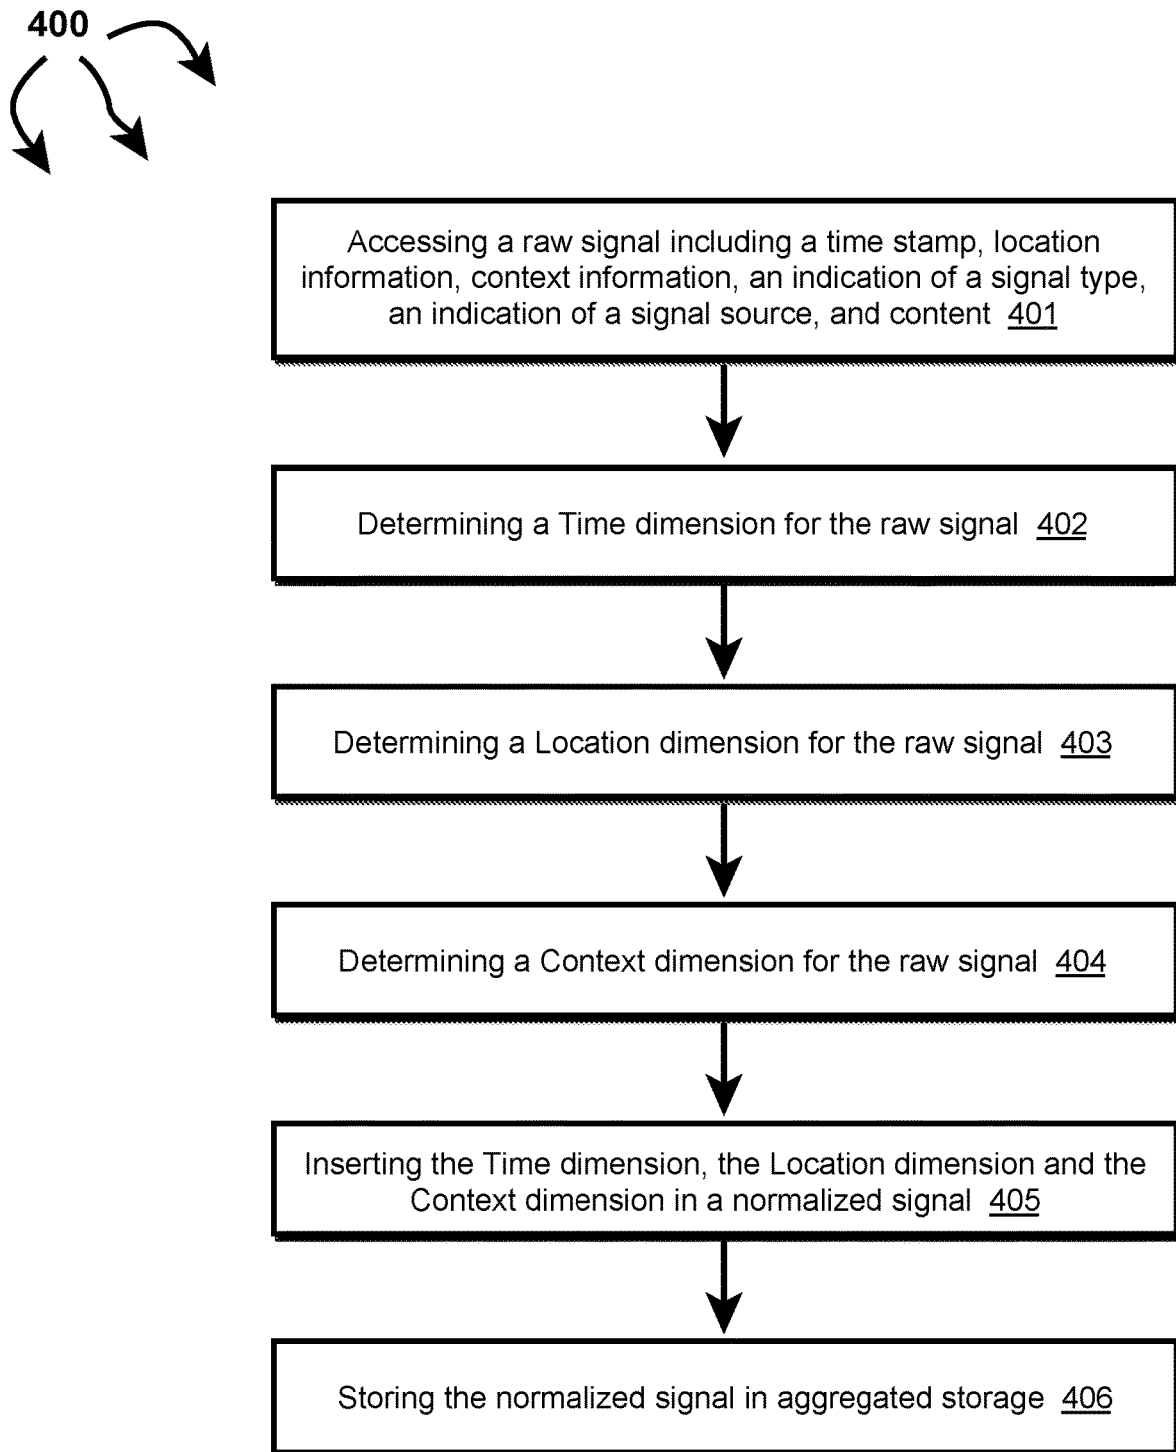 400
Accessing a raw signal including a time stamp, location
information, context information, an indication of a signal type,
an indication of a signal source, and content 401
Determining a Time dimension for the raw signal 402
Determining a Location dimension for the raw signal 403
Determining a Context dimension for the raw signal 404
Inserting the Time dimension, the Location dimension and the
Context dimension in a normalized signal 405
Storing the normalized signal in aggregated storage 406